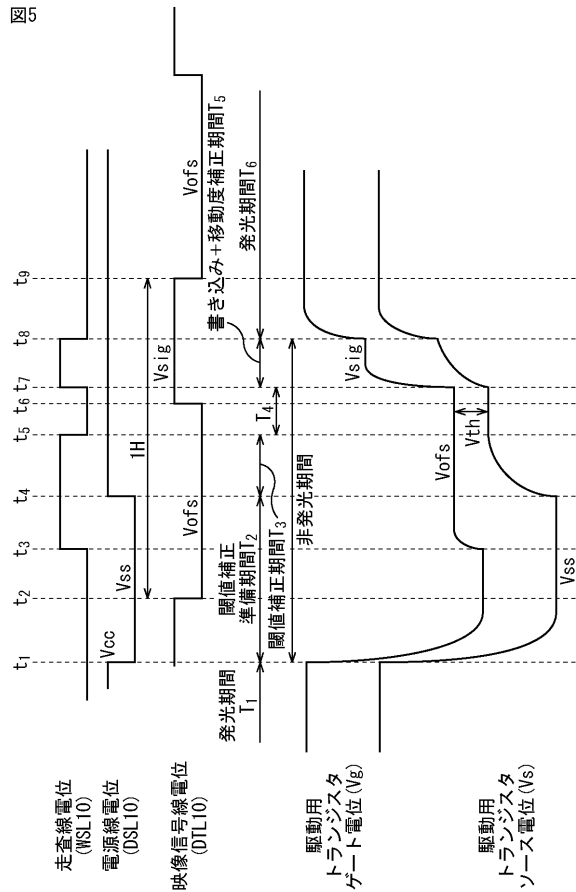 図5
t₁
t₂
t₃
t₄
t₅
t₆
t₇
t₈
t₉
走査線電位
(WSL10)
電源線電位
(DSL10)
Vcc
Vss
1H
映像信号線電位
(DTL10)
Vofs
Vsig
Vofs
発光期間
T₁
閾値補正
準備期間T₂
閾値補正期間T₃
T₄
書き込み+移動度補正期間T₅
発光期間T₆
非発光期間
駆動用
トランジスタ
ゲート電位(Vg)
Vofs
Vsig
Vth
駆動用
トランジスタ
ソース電位(Vs)
Vss